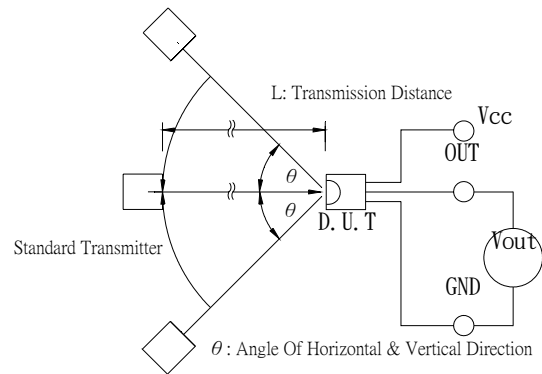 L: Transmission Distance
Vcc
OUT
θ
θ
D.U.T
Standard Transmitter
Vout
GND
θ : Angle Of Horizontal & Vertical Direction